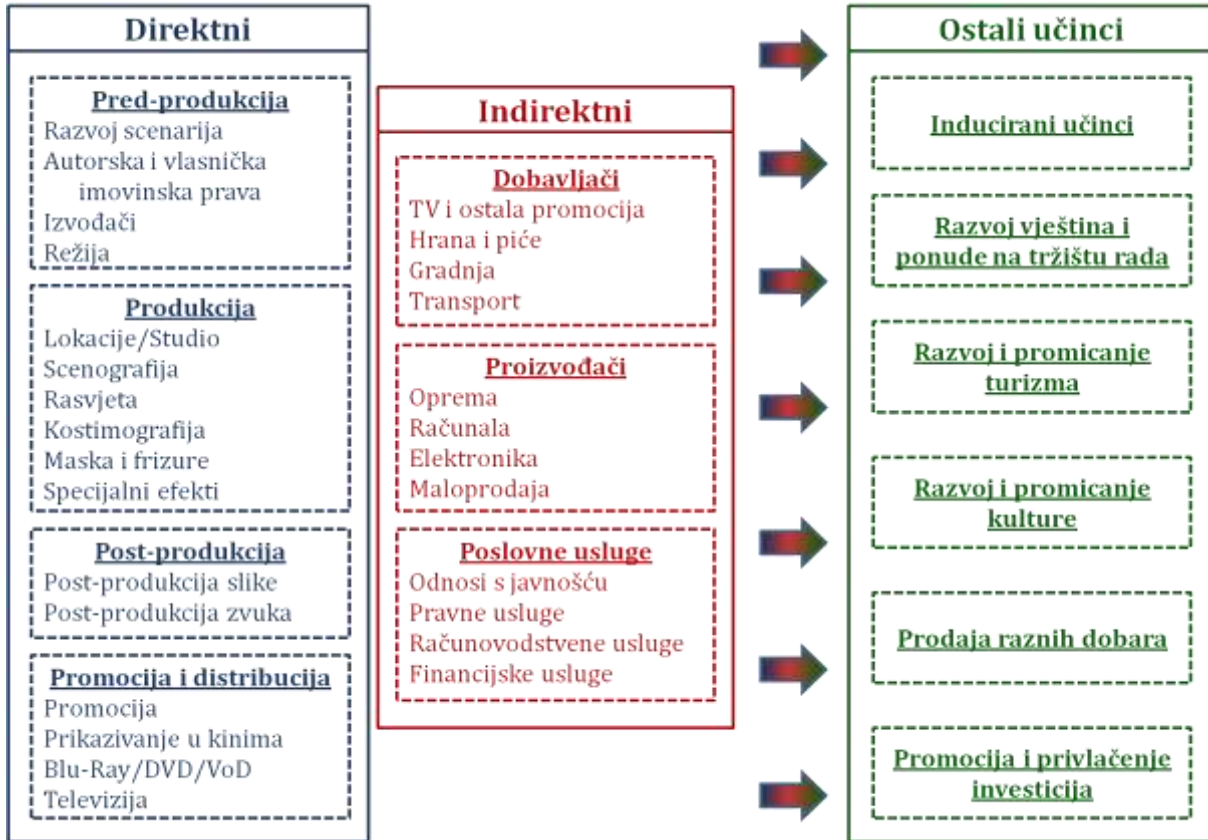 Direktni
Pred-produkcija
Razvoj scenarija
Autorska i vlasnička
imovinska prava
Izvođači
Režija
Produkcija
Lokacije/Studio
Scenografija
Rasvjeta
Kostimografija
Maska i frizure
Specijalni efekti
Post-produkcija
Post-produkcija slike
Post-produkcija zvuka
Promocija i distribucija
Promocija
Prikazivanje u kinima
Blu-Ray/DVD/VoD
Televizija
Indirektni
Dobavljači
TV i ostala promocija
Hrana i piće
Gradnja
Transport
Proizvođači
Oprema
Računala
Elektronika
Maloprodaja
Poslovne usluge
Odnosi s javnošću
Pravne usluge
Računovodstvene usluge
Financijske usluge
Ostali učinci
Inducirani učinci
Razvoj vještina i
ponude na tržištu rada
Razvoj i promicanje
turizma
Razvoj i promicanje
kulture
Prodaja raznih dobara
Promocija i privlačenje
investicija